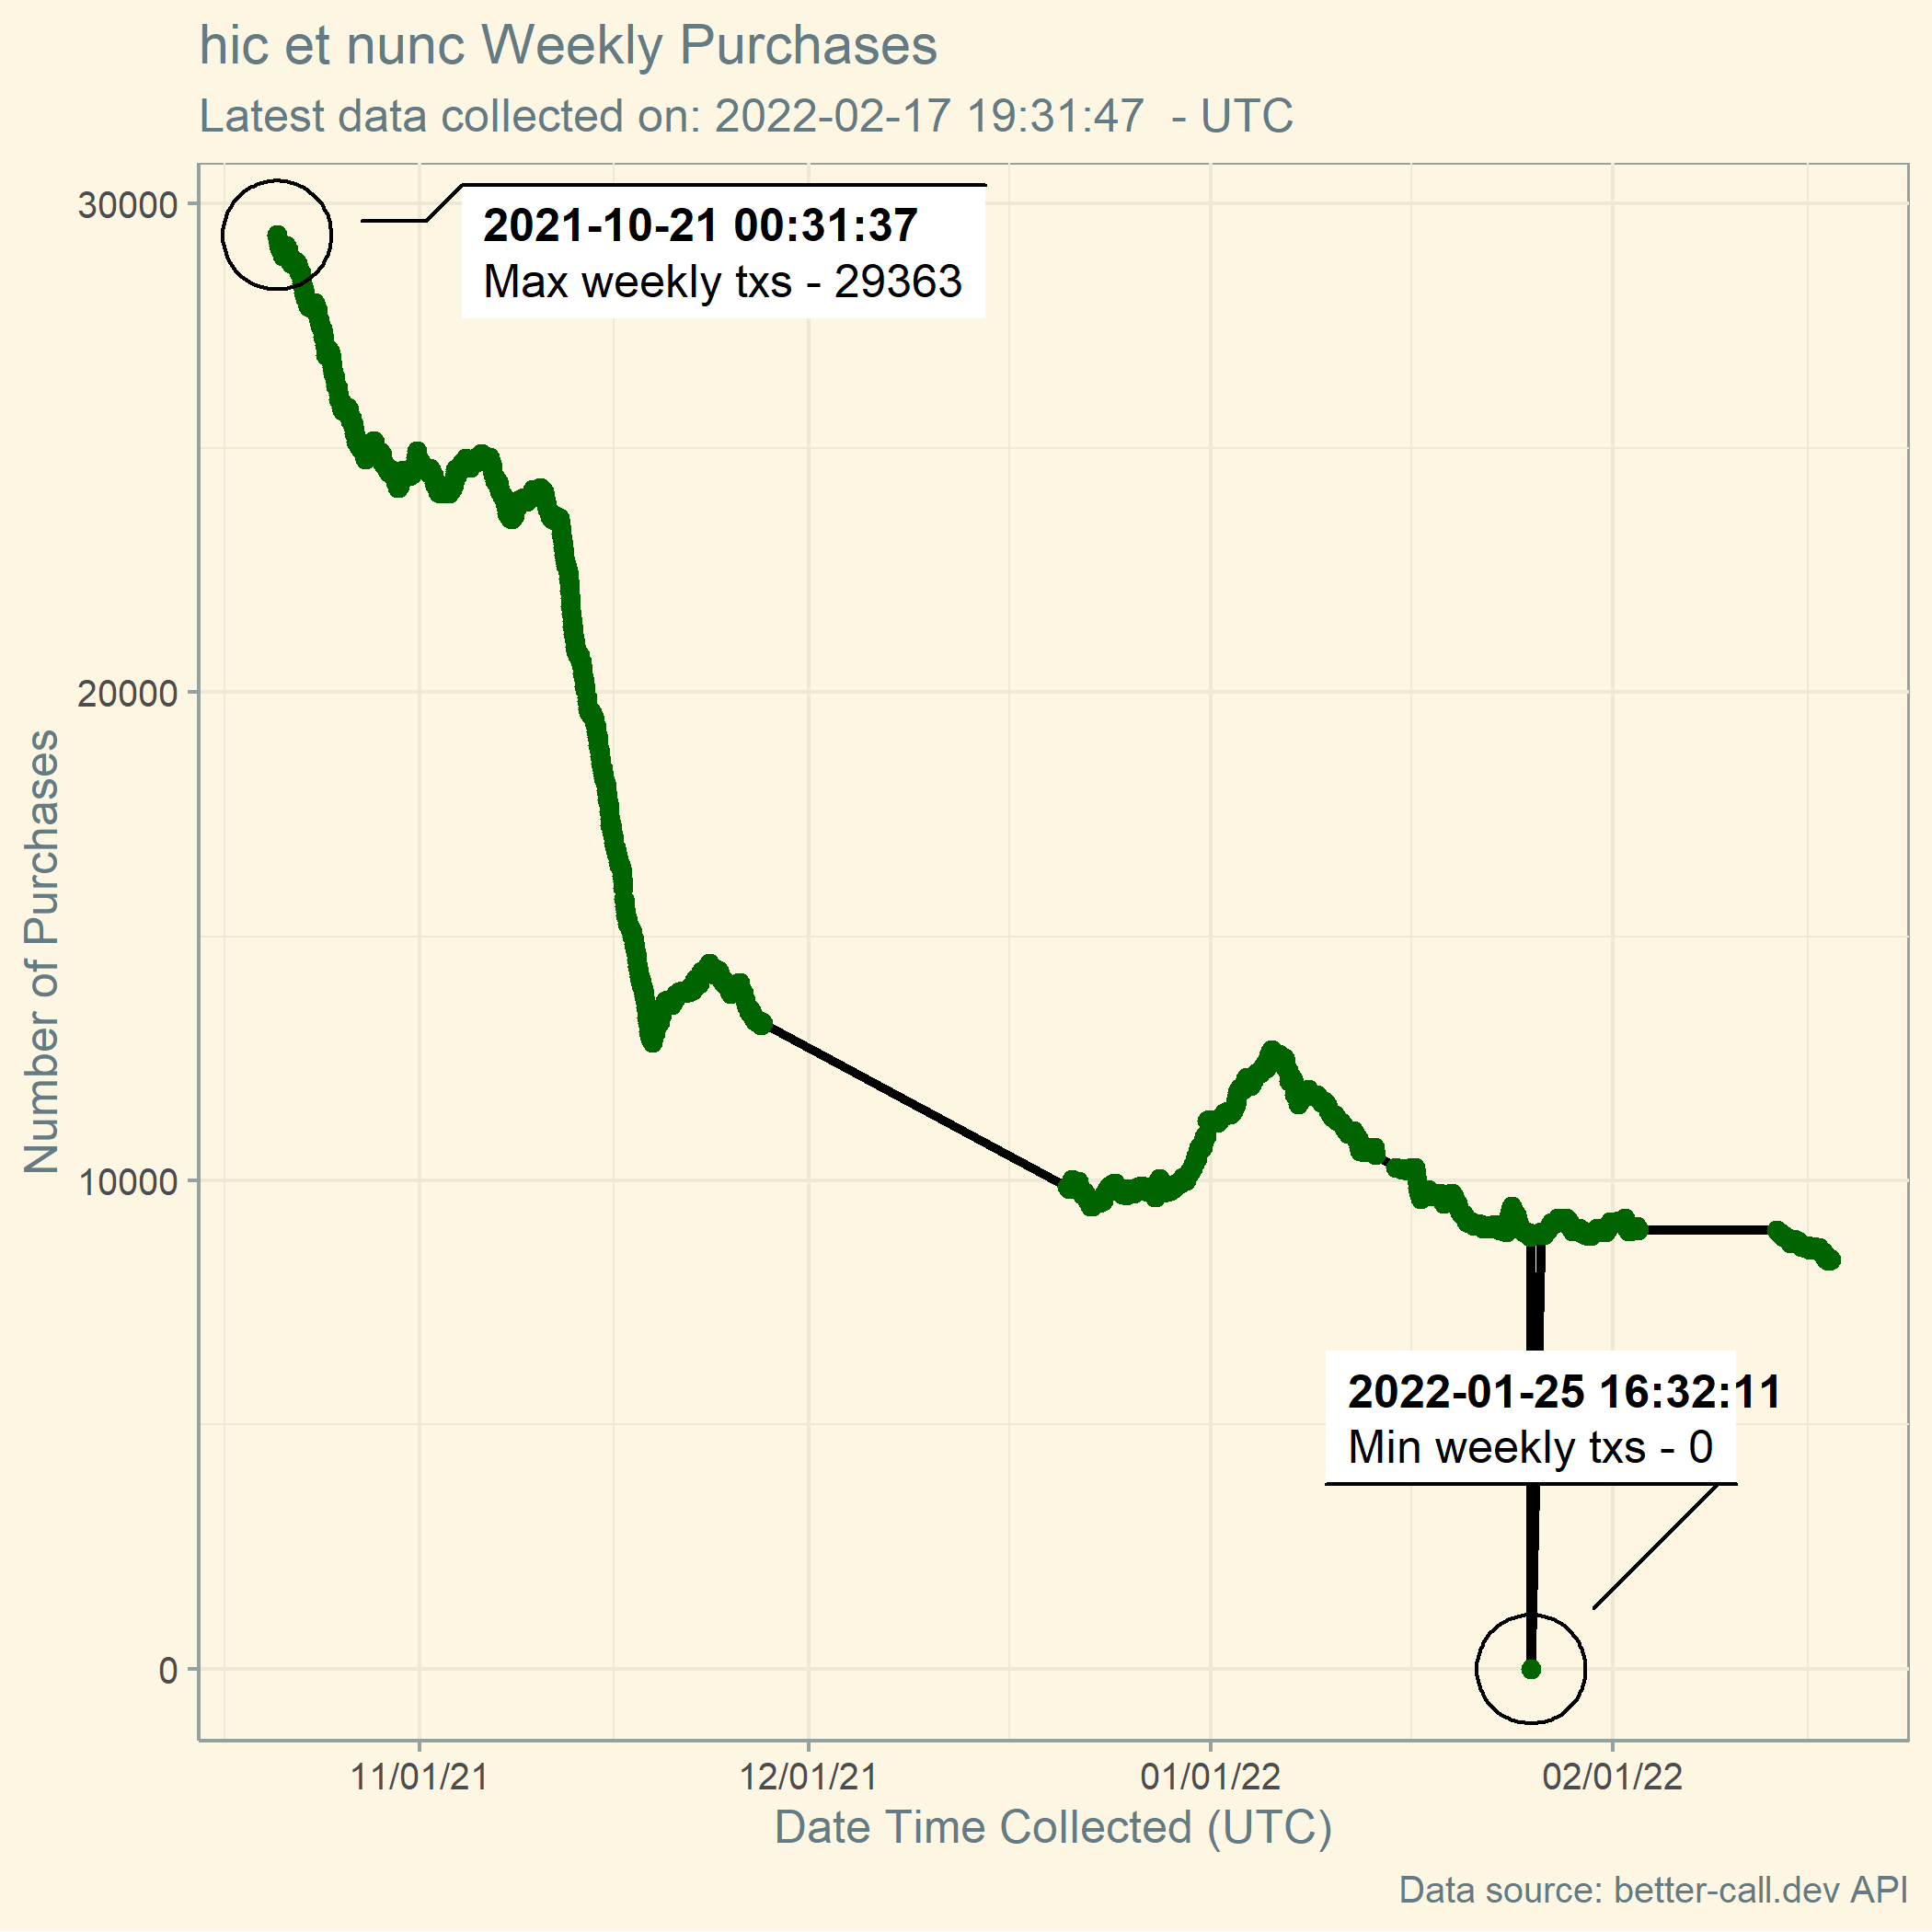 hic et nunc Weekly Purchases
Latest data collected on: 2022-02-17 19:31:47  - UTC
30000
2021-10-21 00:31:37
Max weekly txs - 29363
20000
Number of Purchases
10000
2022-01-25 16:32:11
Min weekly txs - 0
0
11/01/21
12/01/21
01/01/22
02/01/22
Date Time Collected (UTC)
Data source: better-call.dev API